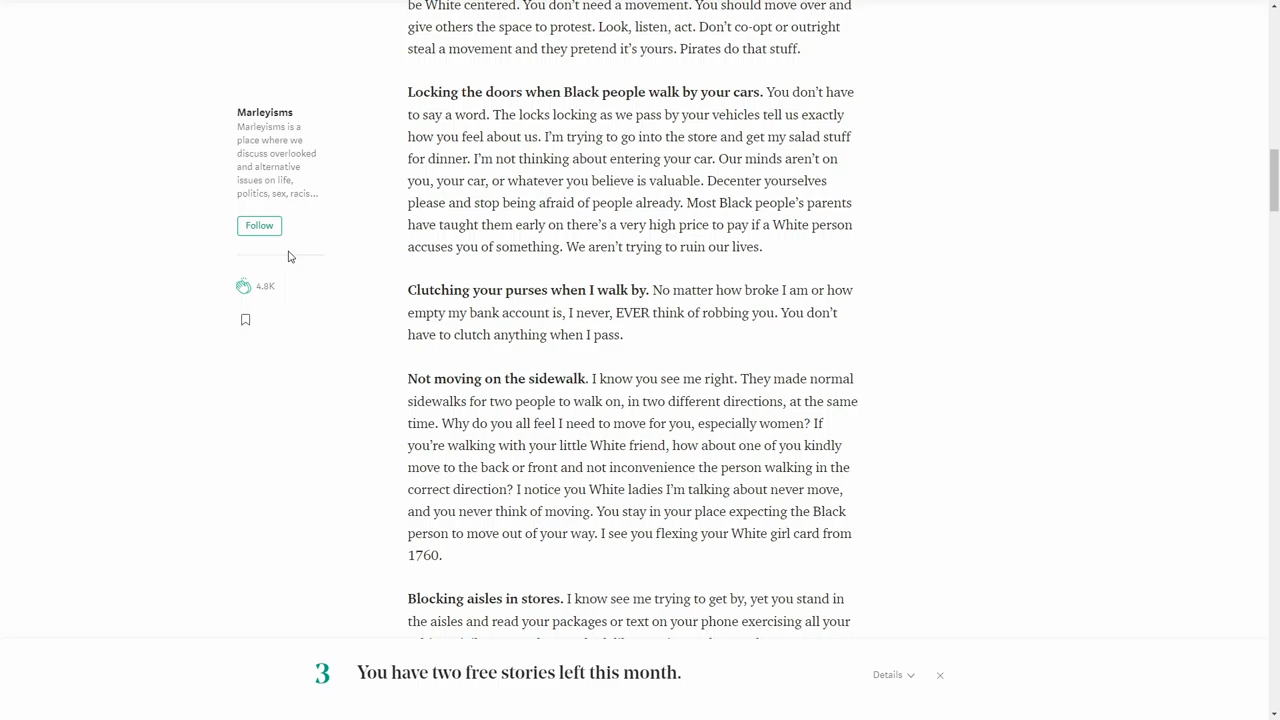 be White centered. You don't need a movement. You should move over and
give others the space to protest. Look, listen, act. Don't co-opt or outright
steal a movement and they pretend it's yours. Pirates do that stuff.
Locking the doors when Black people walk by your cars. You don't have
to say a word. The locks locking as we pass by your vehicles tell us exactly
how you feel about us. I'm trying to go into the store and get my salad stuff
for dinner. I'm not thinking about entering your car. Our minds aren't on
you, your car, or whatever you believe is valuable. Decenter yourselves
please and stop being afraid of people already. Most Black people's parents
have taught them early on there's a very high price to pay if a White person
accuses you of something. We aren't trying to ruin our lives.
Marleyisms
Marleyisms is a
place where we
discuss overlooked
and alternative
issues on life,
politics, sex, racis...
Follow
4.8K
Clutching your purses when I walk by. No matter how broke I am or how
empty my bank account is, I never, EVER think of robbing you. You don't
have to clutch anything when I pass.
Not moving on the sidewalk. I know you see me right. They made normal
sidewalks for two people to walk on, in two different directions, at the same
time. Why do you all feel I need to move for you, especially women? If
you're walking with your little White friend, how about one of you kindly
move to the back or front and not inconvenience the person walking in the
correct direction? I notice you White ladies I'm talking about never move,
and you never think of moving. You stay in your place expecting the Black
person to move out of your way. I see you flexing your White girl card from
1760.
Blocking aisles in stores. I know see me trying to get by, yet you stand in
the aisles and read your packages or text on your phone exercising all your
3 You have two free stories left this month.
Details